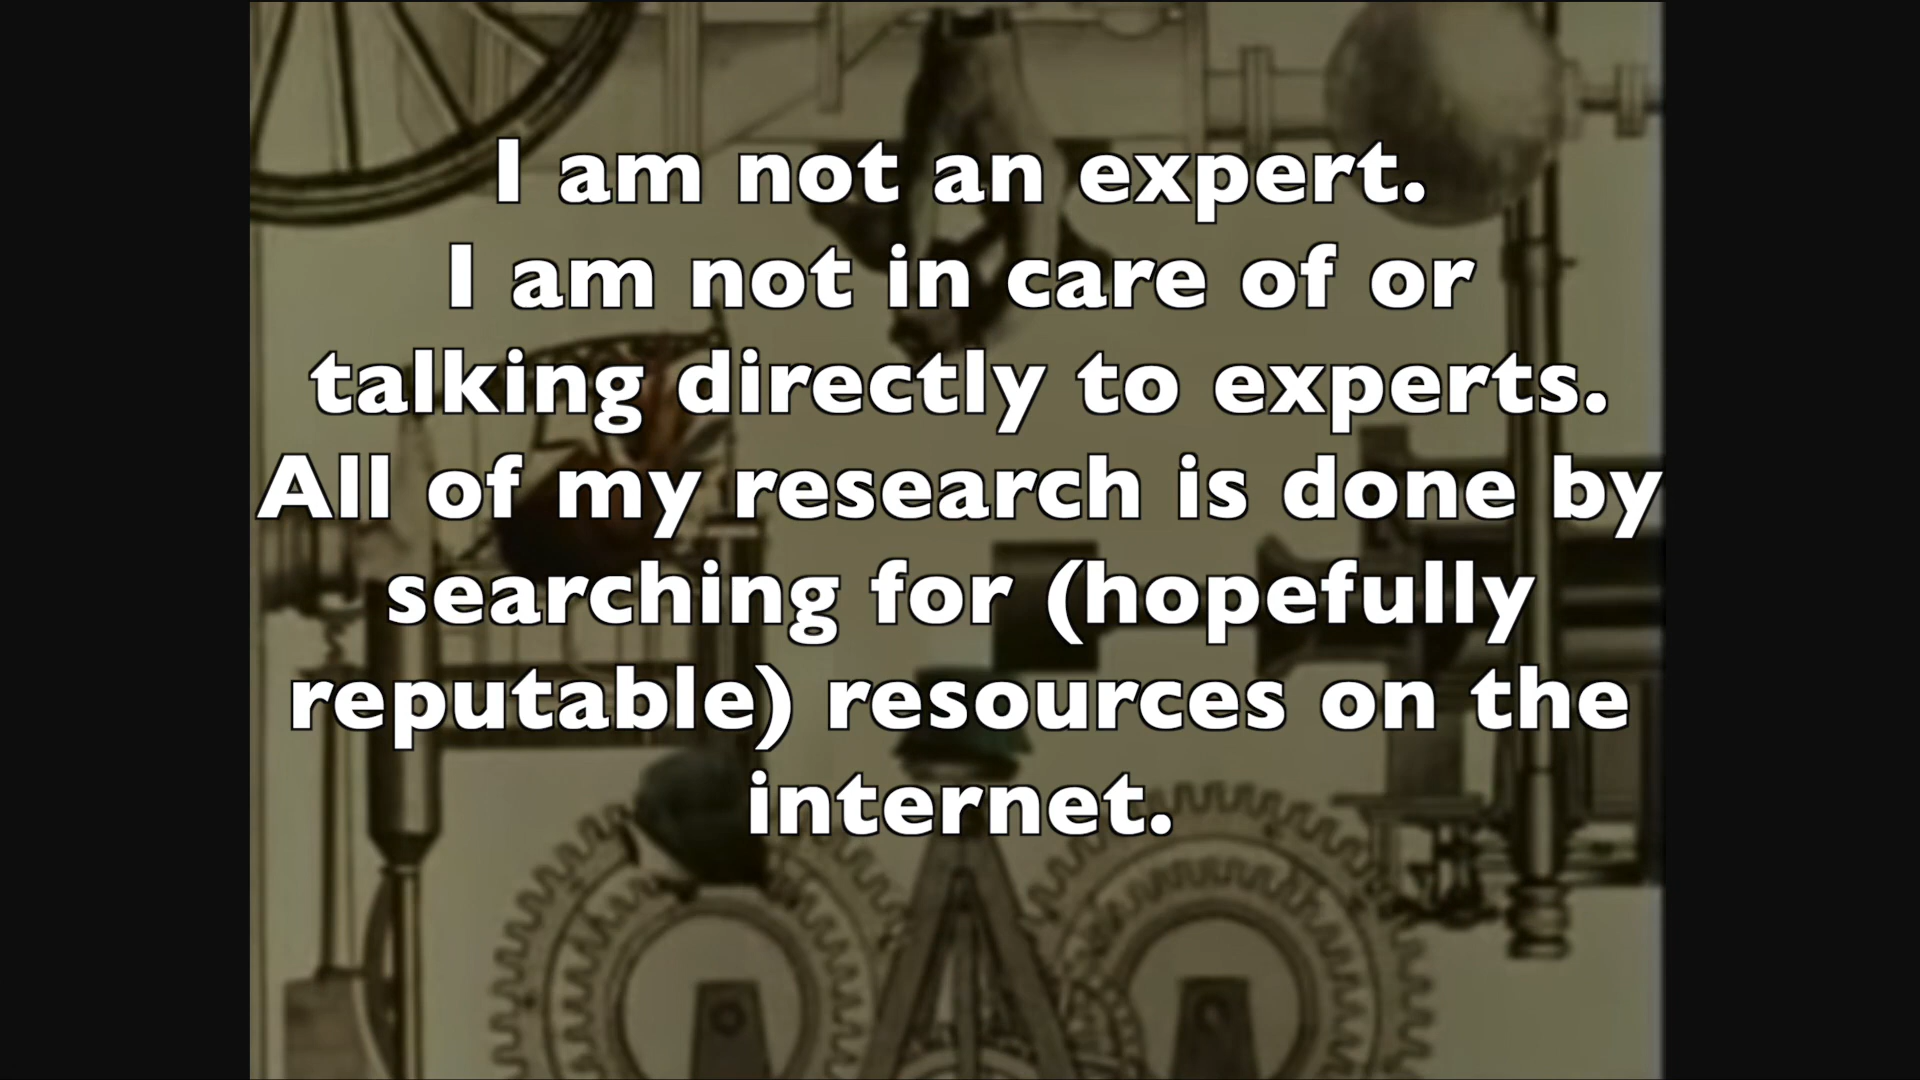 I am not an expert.
I am not in care of or
talking directly to experts.
All of my research is done by
searching for (hopefully
reputable) resources on the
internet.